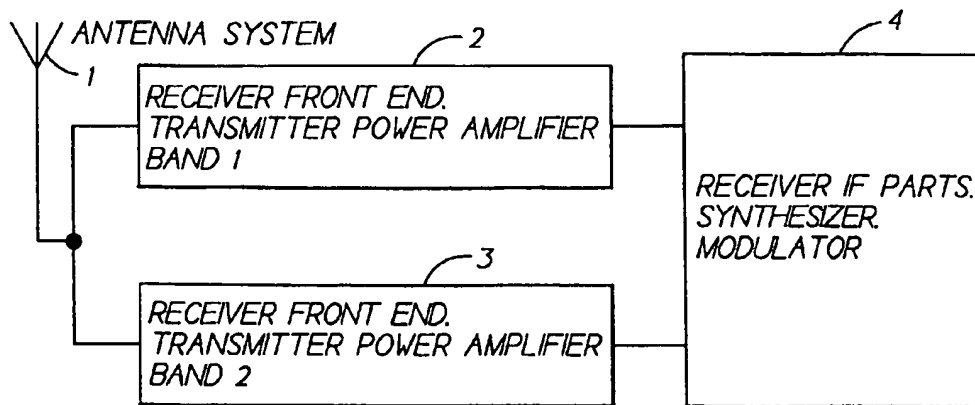 ANTENNA SYSTEM
1
2
RECEIVER FRONT END.
TRANSMITTER POWER AMPLIFIER
BAND 1
3
RECEIVER FRONT END.
TRANSMITTER POWER AMPLIFIER
BAND 2
4
RECEIVER IF PARTS.
SYNTHESIZER.
MODULATOR